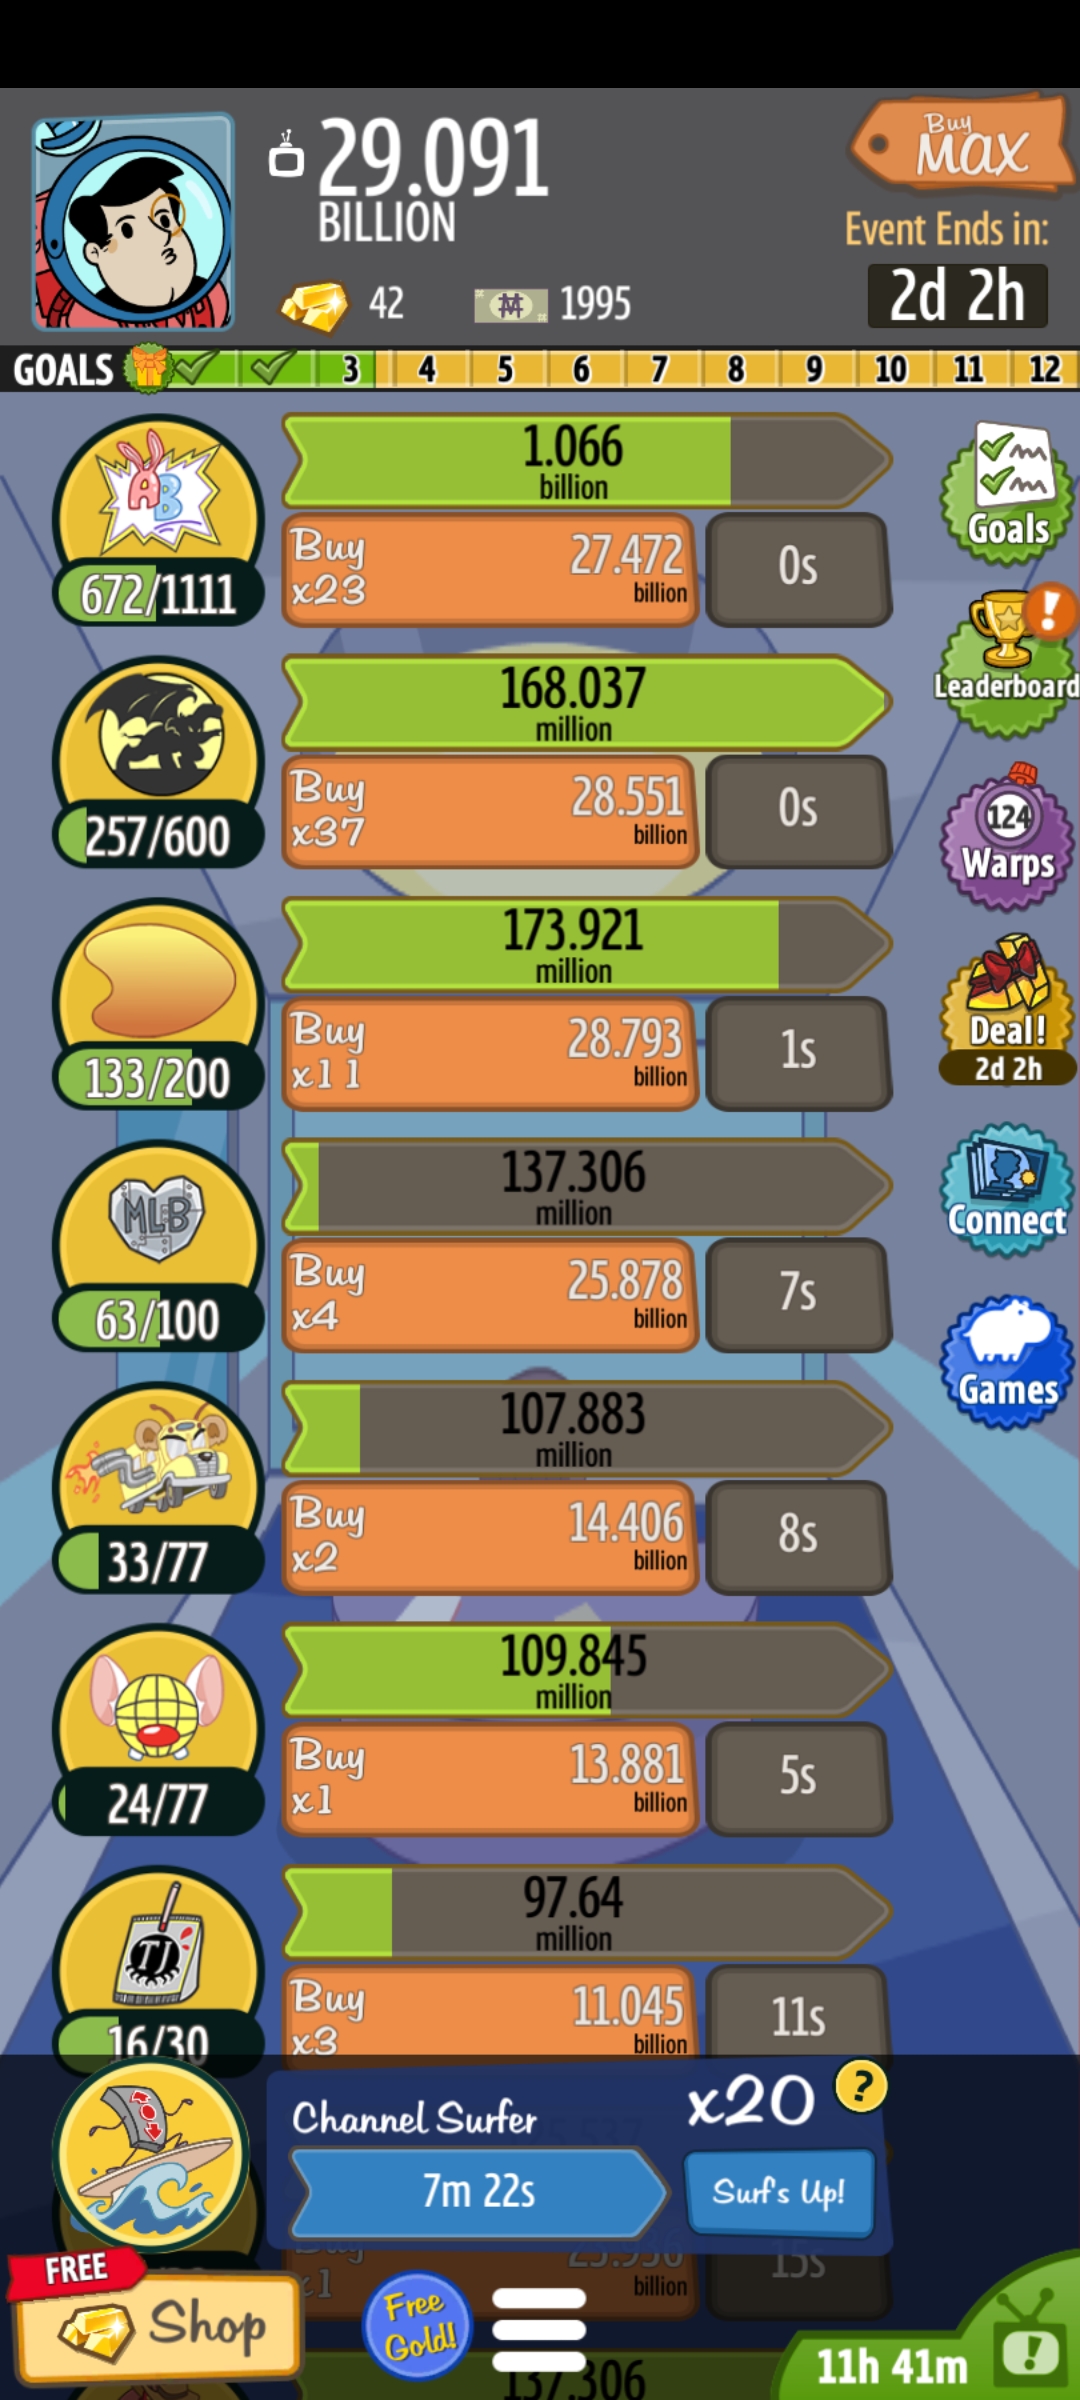 29.091
BILLION
Buy
MAX
Event Ends in:
2d 2h
42
1995
GOALS
3
4
5
6
7
8
9
10
11
12
AB
672/1111
1.066
billion
Buy
x23
27.472
billion
0s
Goals
257/600
168.037
million
Buy
x37
28.551
billion
0s
!
Leaderboard
124
Warps
133/200
173.921
million
Buy
x11
28.793
billion
1s
Deal!
2d 2h
MLB
63/100
137.306
million
Buy
x4
25.878
billion
7s
Connect
33/77
107.883
million
Buy
x2
14.406
billion
8s
Games
24/77
109.845
million
Buy
x1
13.881
billion
5s
TJ
16/30
97.64
million
Buy
x3
11.045
billion
11s
Channel Surfer
x20
?
7m 22s
Surf's Up!
Buy
x1
billion
15s
FREE
Shop
Free
Gold!
137.306
11h 41m
!